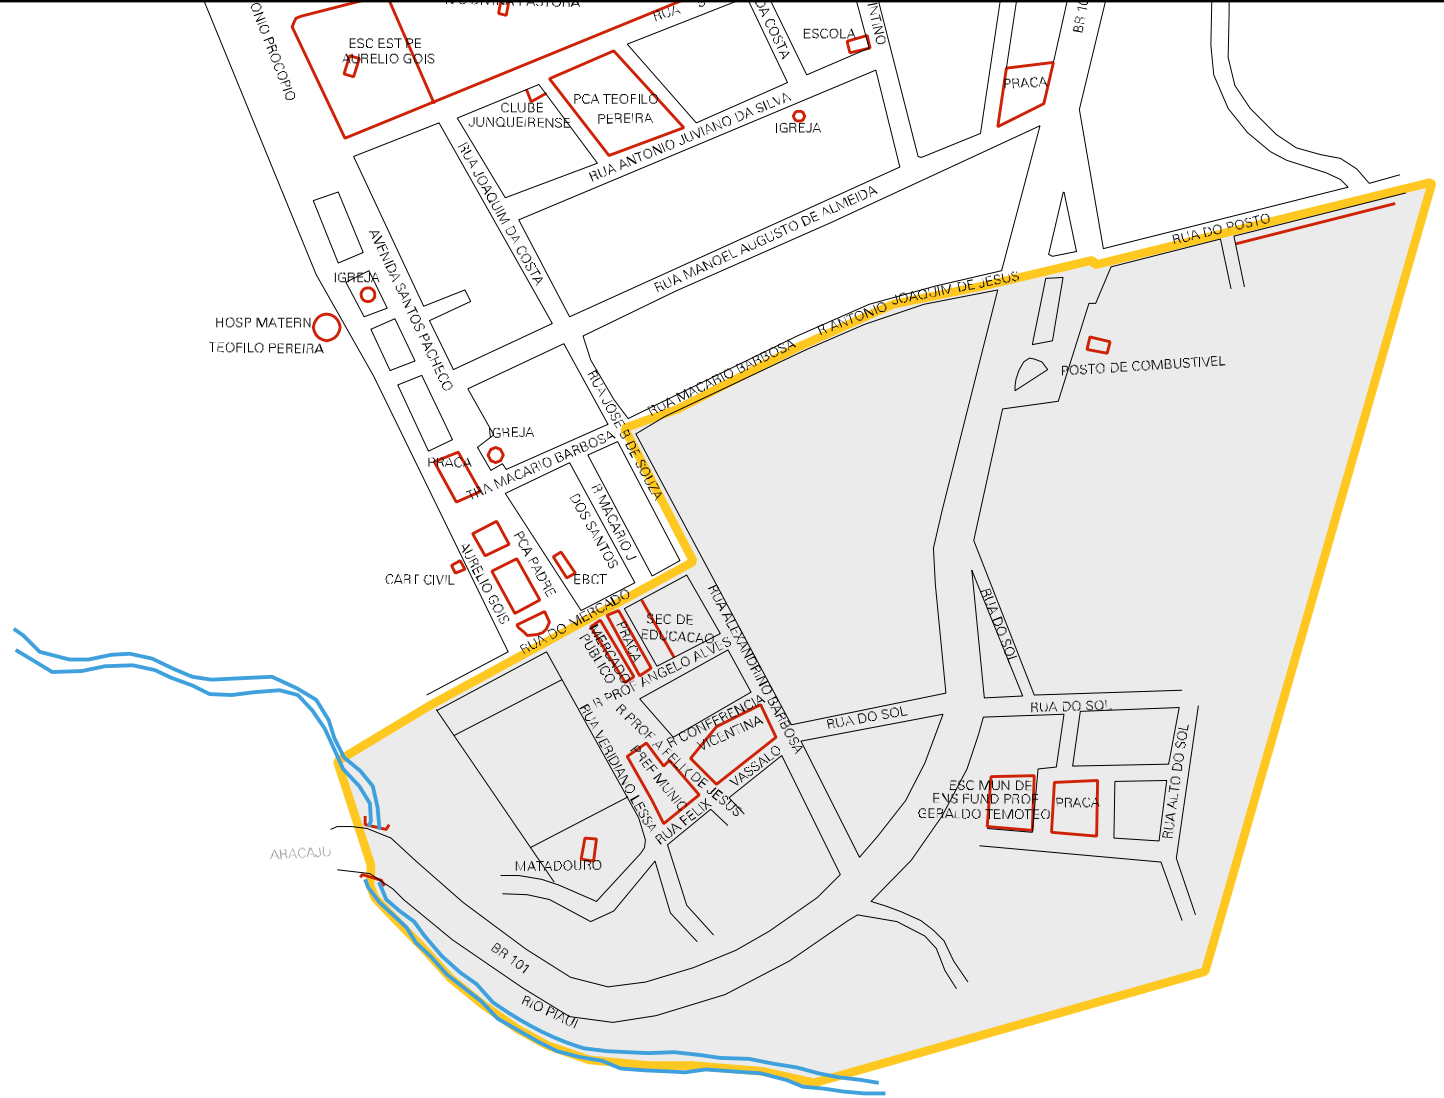 RUA
ONIO PROCOPIO
ESC EST PE
AURELIO GOIS
DA COSTA
ESCOLA
BR 10
PRACA
CLUBE
JUNQUEIRENSE
PCA TEOFILO
PEREIRA
RUA ANTONIO JUVIANO DA SILVA
IGREJA
RUA JOAQUIM DA COSTA
RUA MANOEL AUGUSTO DE ALMEIDA
RUA DO POSTO
AVENIDA SANTOS PACHECO
IGREJA
HOSP MATERN
TEOFILO PEREIRA
R ANTONIO JOAQUIM DE JESUS
RUA MACARIO BARBOSA
POSTO DE COMBUSTIVEL
RUA JOSE B DE SOUZA
IGREJA
PRACA
TRA MACARIO BARBOSA
R MACARIO J
DOS SANTOS
PCA PADRE
AURELIO GOIS
CART CIVIL
EBCT
RUA DO MERCADO
MERCADO
PUBLICO
PRACA
SEC DE
EDUCACAO
R PROF ANGELO ALVES
RUA ALEXANDRINO BARBOSA
RUA DO SOL
R CONFERENCIA
VICENTINA
R PROF A FELIX DE JESUS
RUA VERIDIANO LESSA
PREF MUNIC
VASSALO
RUA FELIX
RUA DO SOL
RUA DO SOL
RUA ALTO DO SOL
ESC MUN DE
ENS FUND PROF
GERALDO TEMOTEO
PRACA
MATADOURO
ARACAJU
BR 101
RIO PIAUI